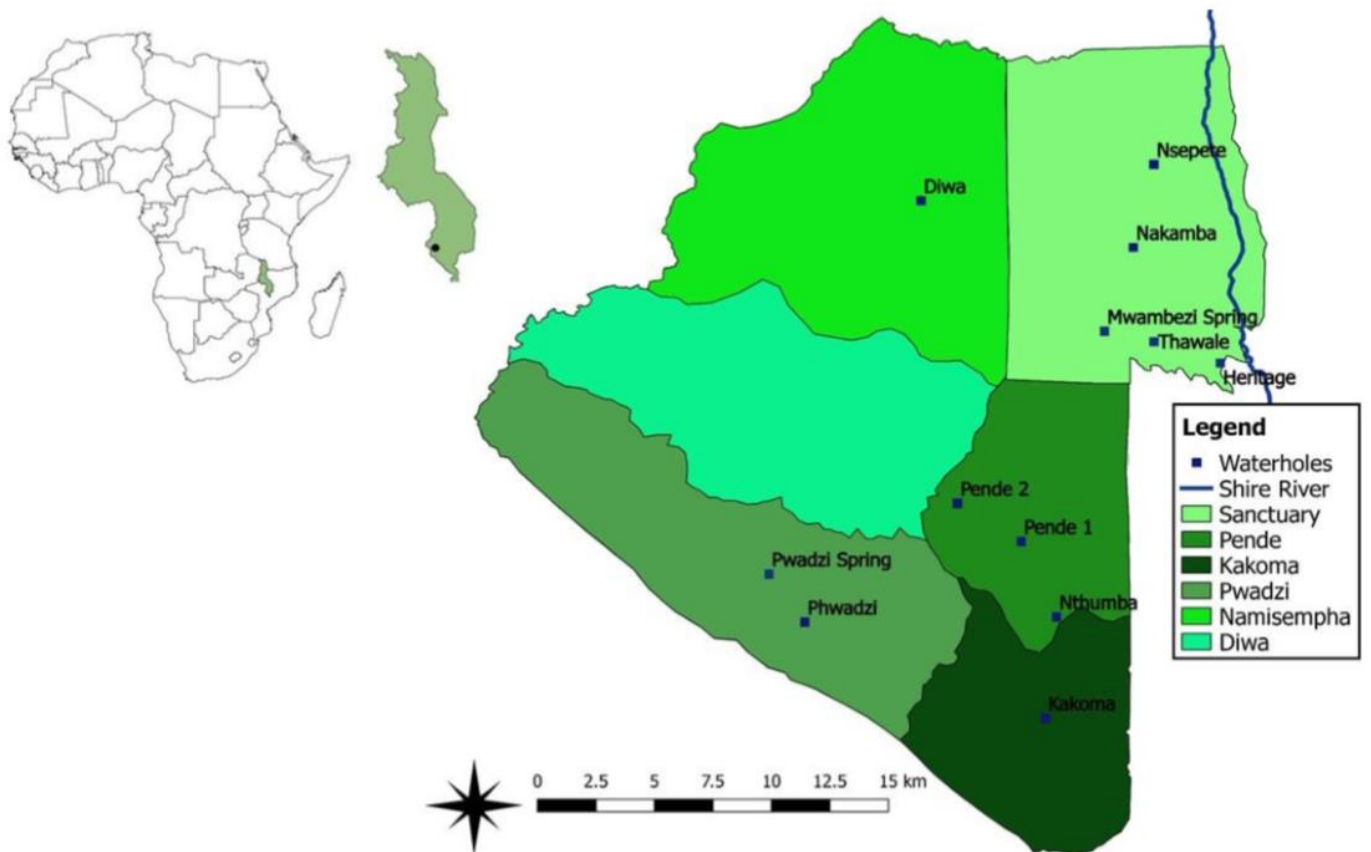 Nsepete
Diwa
Nakamba
Mwambezi Spring
Thawale
Heritage
Pende 2
Pende 1
Pwadzi Spring
Phwadzi
Nthumba
Kakoma
Legend
Waterholes
Shire River
Sanctuary
Pende
Kakoma
Pwadzi
Namisempha
Diwa
0 2.5 5 7.5 10 12.5 15 km